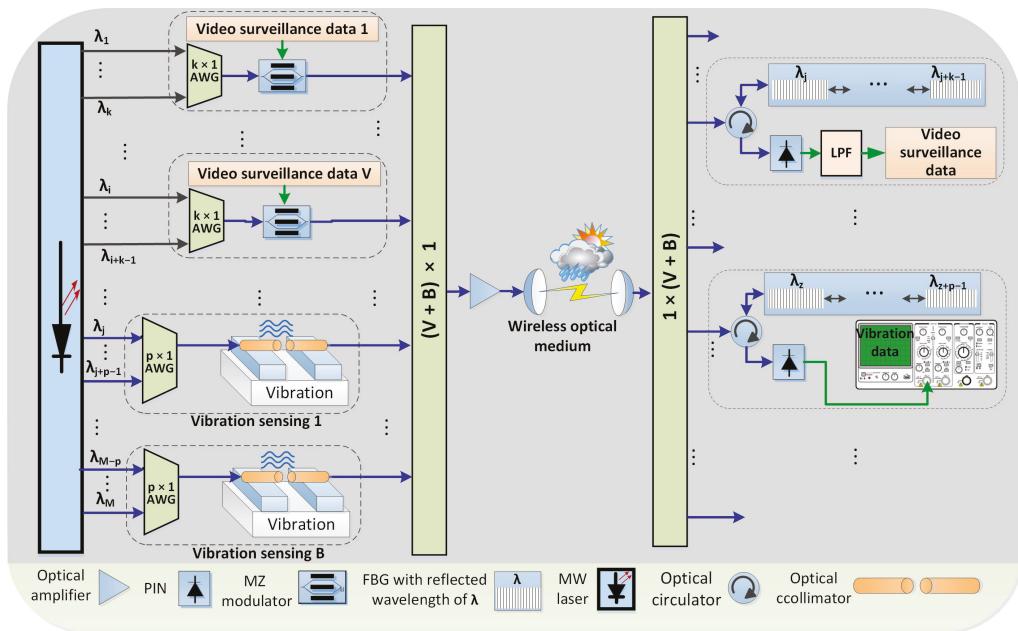 λ1
⋮
λk
k × 1
AWG
Video surveillance data 1
λi
⋮
λi+k−1
k × 1
AWG
Video surveillance data V
λj
λj+p−1
p × 1
AWG
Vibration
Vibration sensing 1
λM−p
λM
p × 1
AWG
Vibration
Vibration sensing B
(V + B) × 1
Wireless optical
medium
1 × (V + B)
λj ··· λj+k−1
LPF
Video
surveillance
data
λz ··· λz+p−1
Vibration
data
Optical
amplifier
PIN
MZ
modulator
FBG with reflected
wavelength of λ
λ
MW
laser
Optical
circulator
Optical
ccollimator